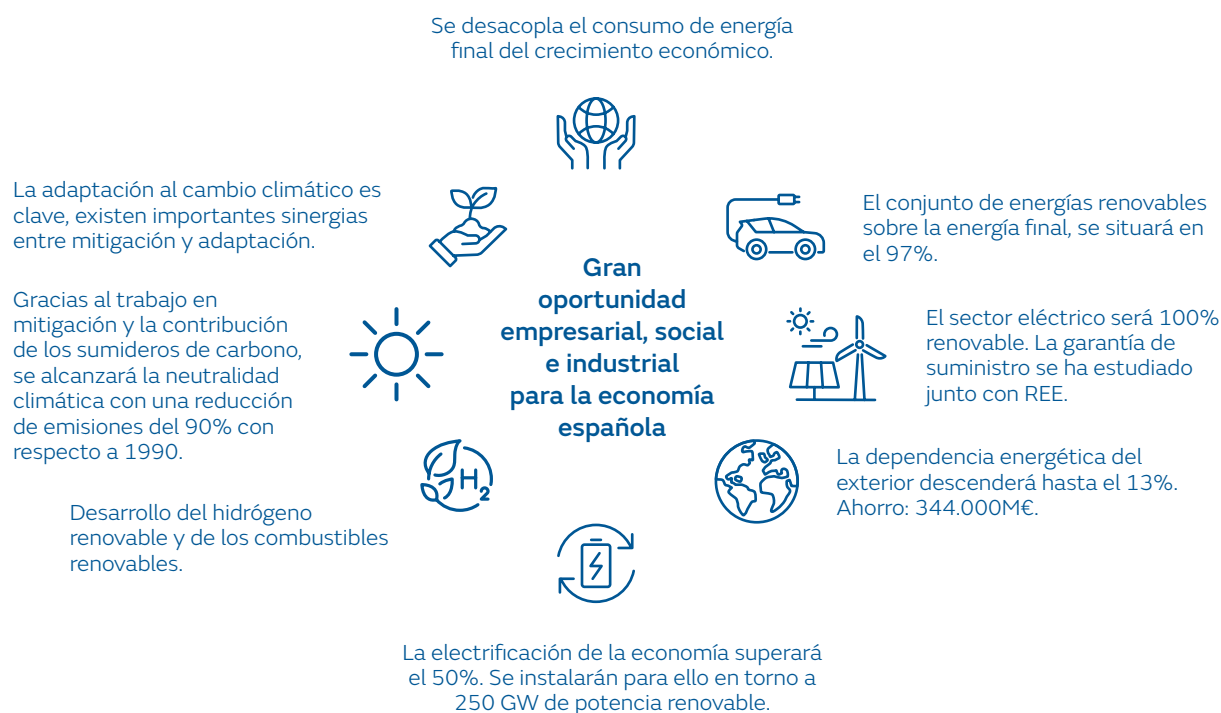 Se desacopla el consumo de energía
final del crecimiento económico.
La adaptación al cambio climático es
clave, existen importantes sinergias
entre mitigación y adaptación.
El conjunto de energías renovables
sobre la energía final, se situará en
el 97%.
Gran
oportunidad
empresarial, social
e industrial
para la economía
española
Gracias al trabajo en
mitigación y la contribución
de los sumideros de carbono,
se alcanzará la neutralidad
climática con una reducción
de emisiones del 90% con
respecto a 1990.
El sector eléctrico será 100%
renovable. La garantía de
suministro se ha estudiado
junto con REE.
H2
La dependencia energética del
exterior descenderá hasta el 13%.
Ahorro: 344.000M€.
Desarrollo del hidrógeno
renovable y de los combustibles
renovables.
La electrificación de la economía superará
el 50%. Se instalarán para ello en torno a
250 GW de potencia renovable.